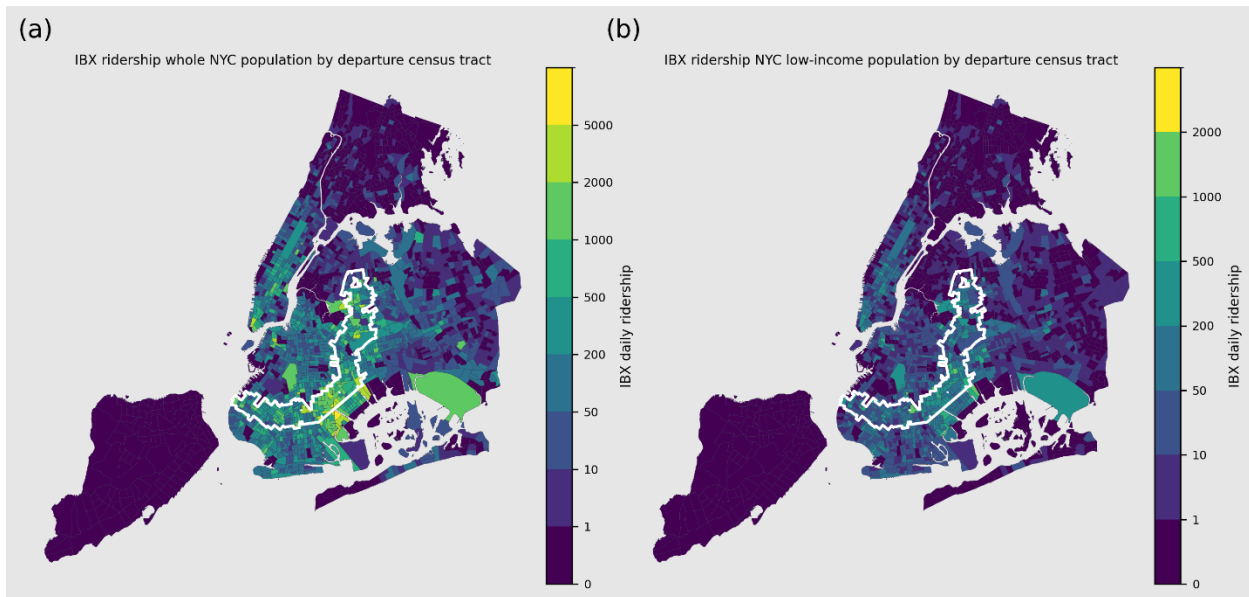 (a)
IBX ridership whole NYC population by departure census tract
5000
2000
1000
500
200
50
10
1
0
IBX daily ridership
(b)
IBX ridership NYC low-income population by departure census tract
2000
1000
500
200
50
10
1
0
IBX daily ridership